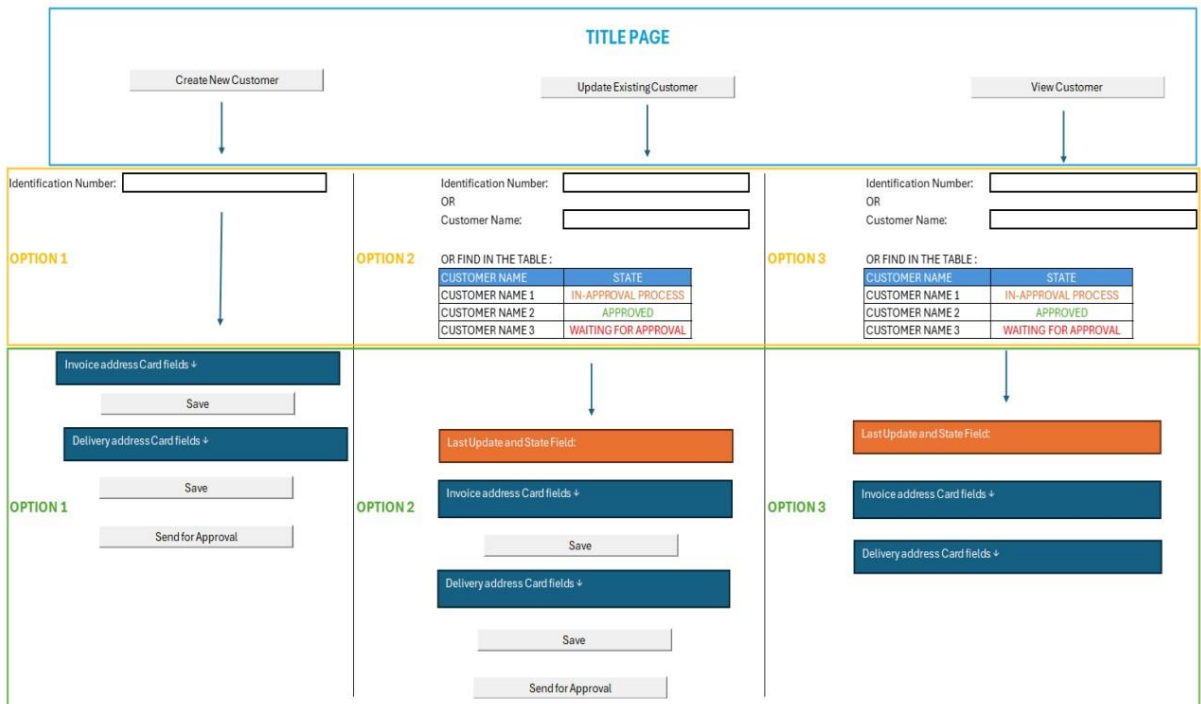 TITLE PAGE
Create New Customer
Update Existing Customer
View Customer
Identification Number:
OPTION 1
Identification Number:
OR
Customer Name:
OPTION 2
OR FIND IN THE TABLE :
CUSTOMER NAME STATE
CUSTOMER NAME 1 IN-APPROVAL PROCESS
CUSTOMER NAME 2 APPROVED
CUSTOMER NAME 3 WAITING FOR APPROVAL
Identification Number:
OR
Customer Name:
OPTION 3
OR FIND IN THE TABLE :
CUSTOMER NAME STATE
CUSTOMER NAME 1 IN-APPROVAL PROCESS
CUSTOMER NAME 2 APPROVED
CUSTOMER NAME 3 WAITING FOR APPROVAL
Invoice address Card fields ↓
Save
Delivery address Card fields ↓
Save
OPTION 1
Send for Approval
Last Update and State Field:
Invoice address Card fields ↓
OPTION 2
Save
Delivery address Card fields ↓
Save
Send for Approval
Last Update and State Field:
Invoice address Card fields ↓
OPTION 3
Delivery address Card fields ↓